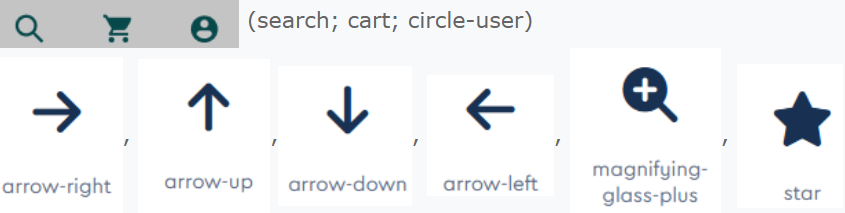 (search; cart; circle-user)
arrow-right, arrow-up, arrow-down, arrow-left, magnifying-
glass-plus, star